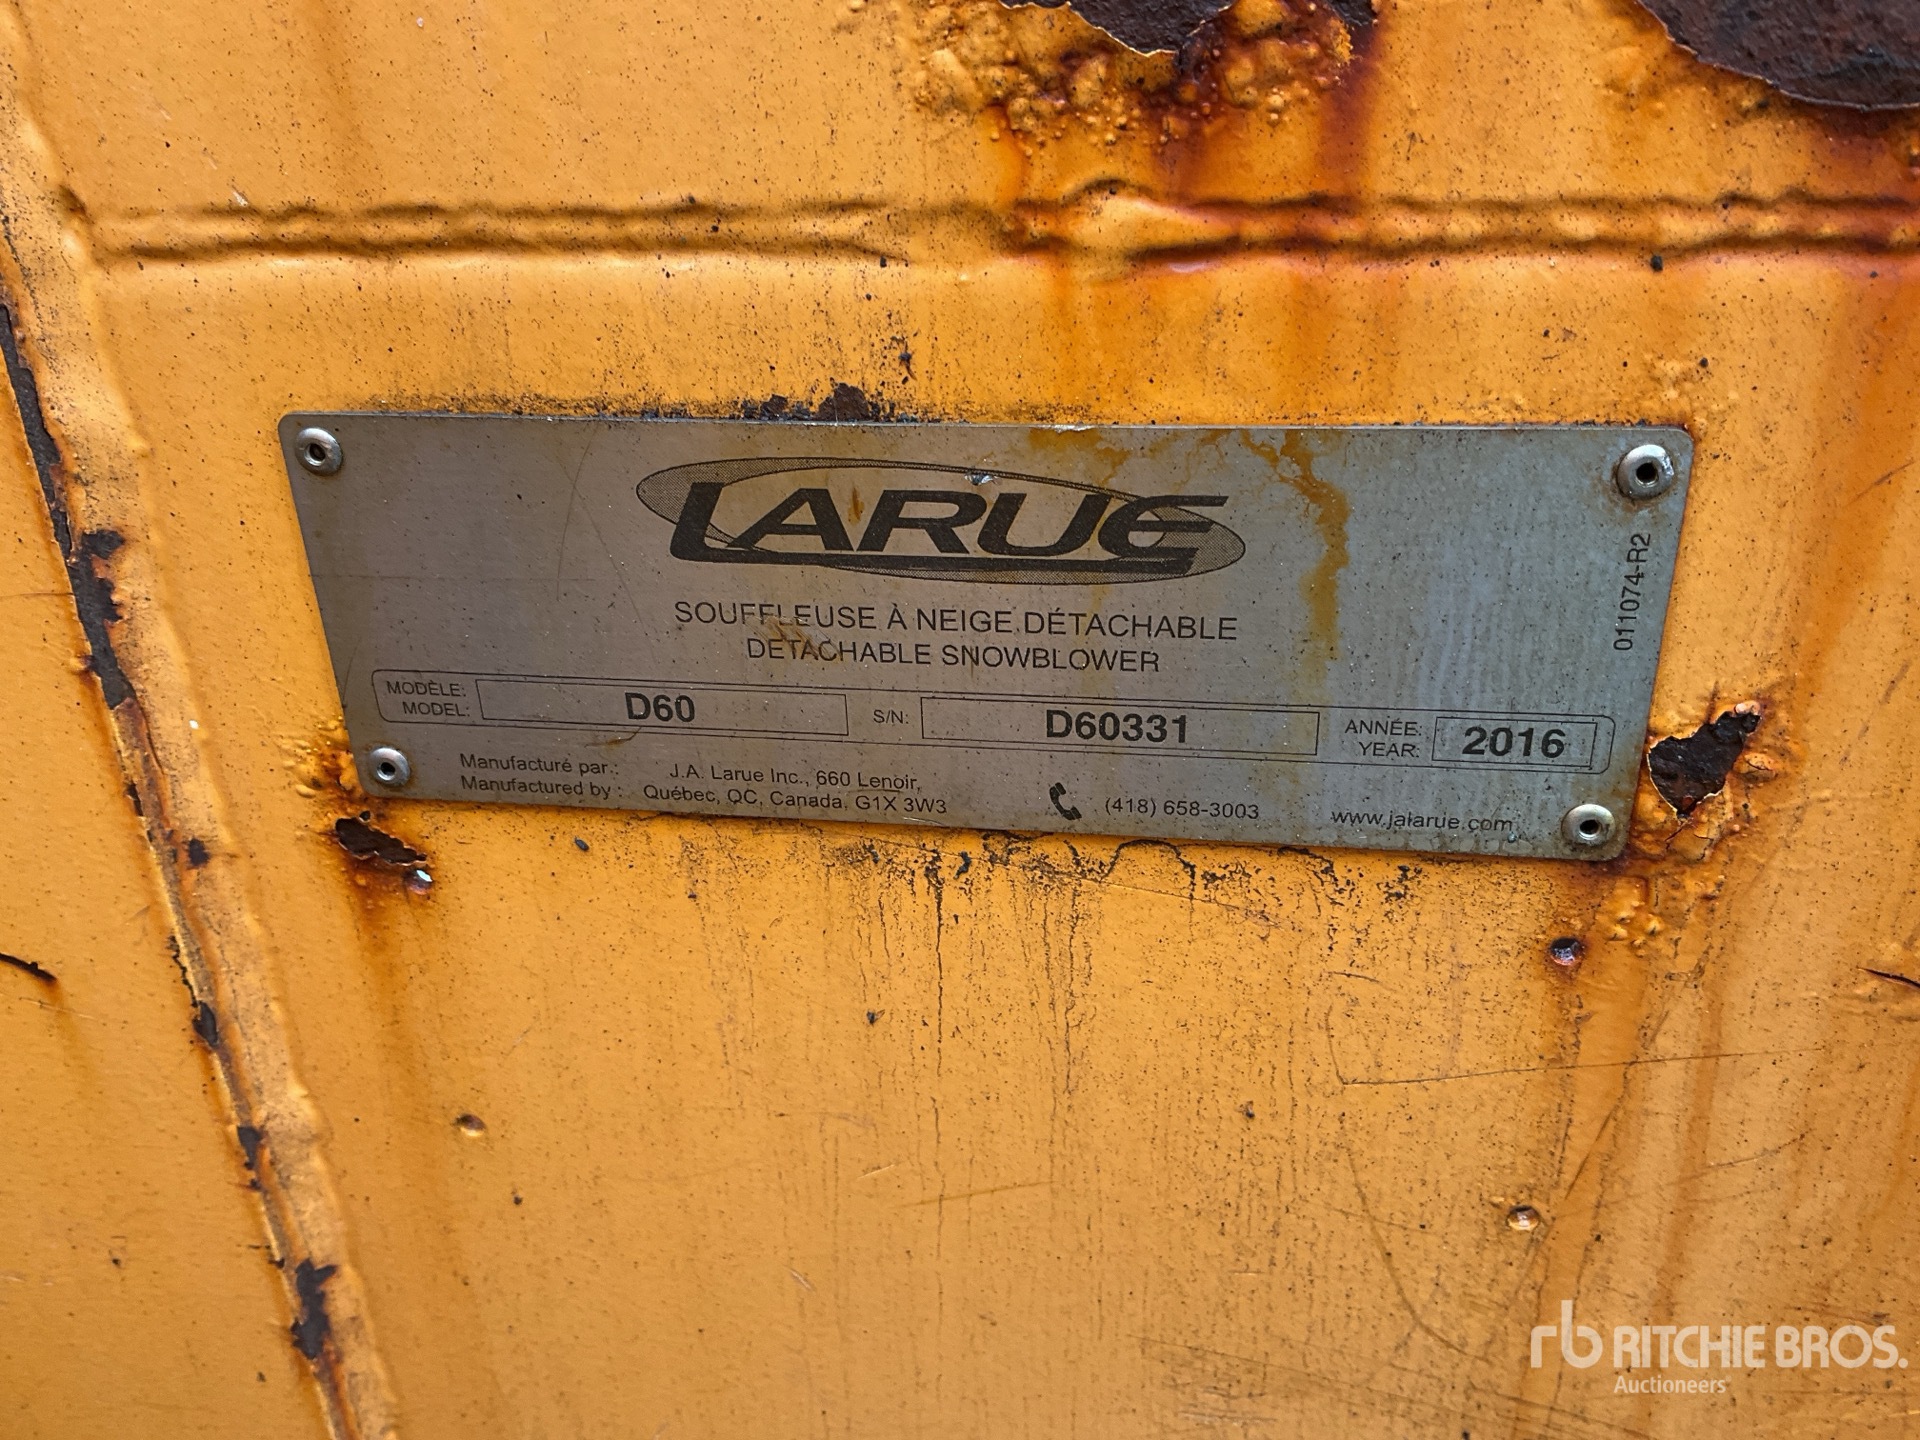 LARUE
SOUFFLEUSE À NEIGE DÉTACHABLE
DETACHABLE SNOWBLOWER
011074-R2
MODÈLE:
MODEL:
D60
S/N:
D60331
ANNÉE:
YEAR:
2016
Manufacturé par : J.A. Larue Inc., 660 Lenoir,
Manufactured by : Québec, QC, Canada, G1X 3W3
(418) 658-3003
www.jalarue.com
rb RITCHIE BROS.
Auctioneers